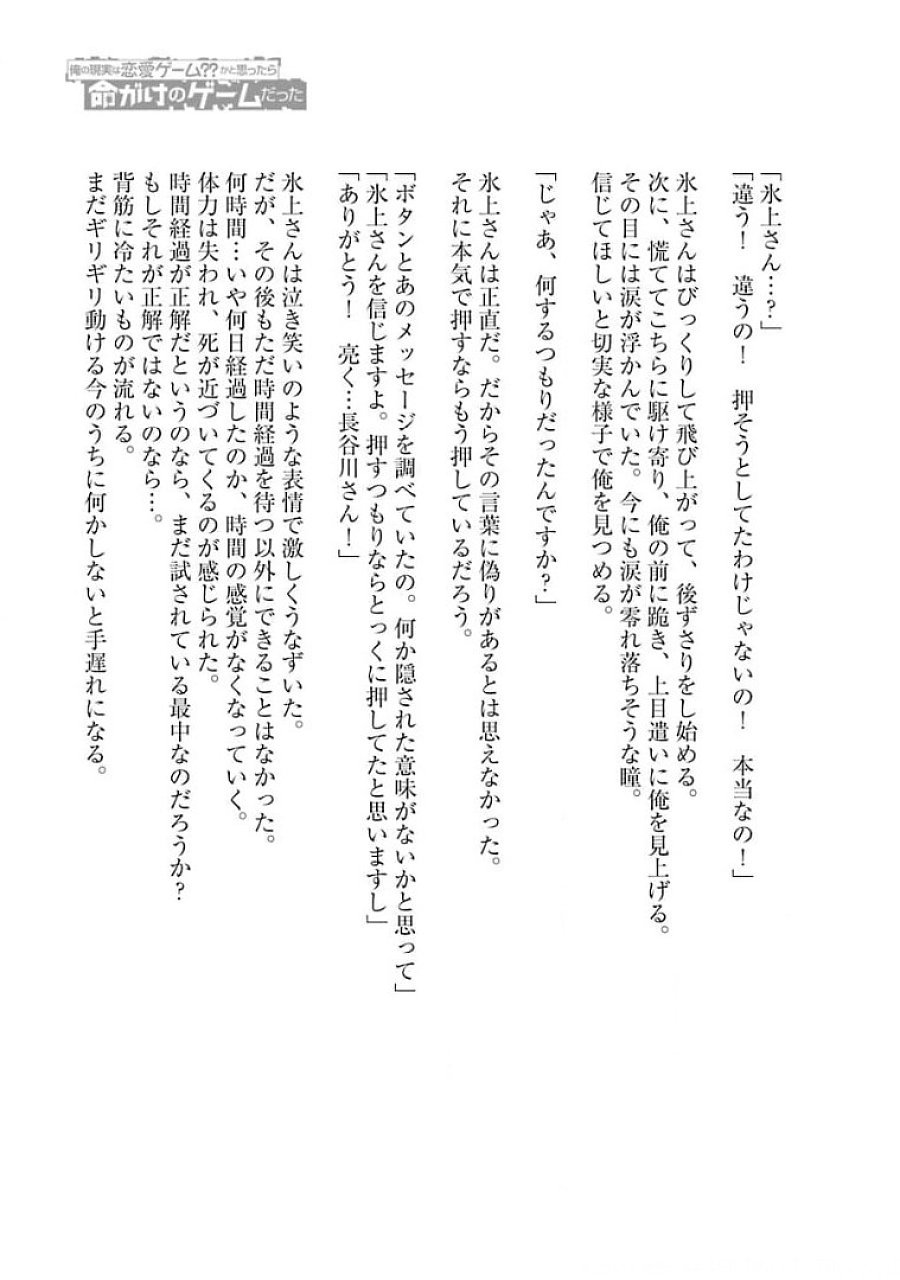 俺の現実は恋愛ゲーム??かと思ったら
命がけのゲームだった
「氷上さん…?」
「違う！　違うの！　押そうとしてたわけじゃないの！　本当なの！」
氷上さんはびっくりして飛び上がって、後ずさりをし始める。
次に、慌ててこちらに駆け寄り、俺の前に跪き、上目遣いに俺を見上げる。
その目には涙が浮かんでいた。今にも涙が零れ落ちそうな瞳。
信じてほしいと切実な様子で俺を見つめる。
「じゃあ、何するつもりだったんですか？」
氷上さんは正直だ。だからその言葉に偽りがあるとは思えなかった。
それに本気で押すならもう押しているだろう。
「ボタンとあのメッセージを調べていたの。何か隠された意味がないかと思って」
「氷上さんを信じますよ。押すつもりならとっくに押してたと思いますし」
「ありがとう！　亮く…長谷川さん！」
氷上さんは泣き笑いのような表情で激しくうなずいた。
だが、その後もただ時間経過を待つ以外にできることはなかった。
何時間…いや何日経過したのか、時間の感覚がなくなっていく。
体力は失われ、死が近づいてくるのが感じられた。
時間経過が正解だというのなら、まだ試されている最中なのだろうか？
もしそれが正解ではないのなら…。
背筋に冷たいものが流れる。
まだギリギリ動ける今のうちに何かしないと手遅れになる。